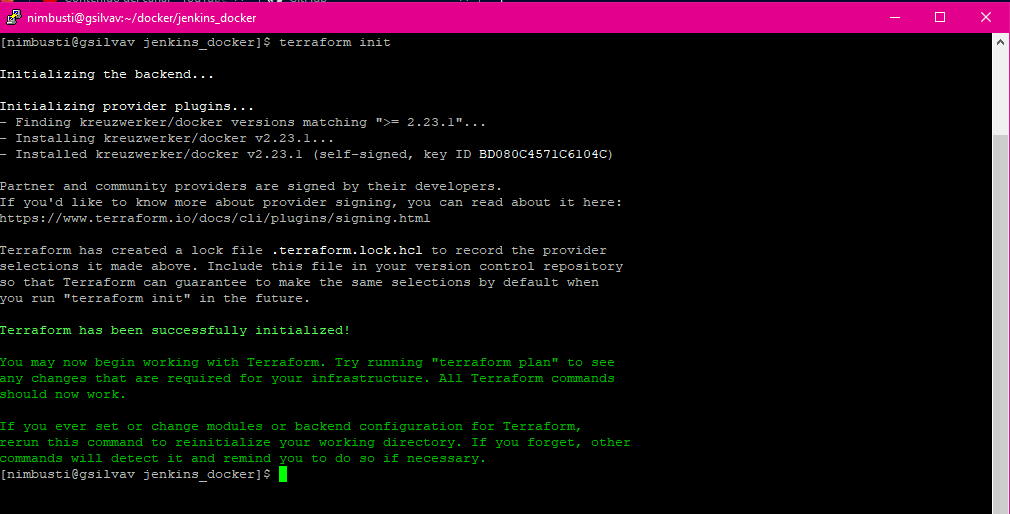 nimbusti@gsilvav:~/docker/jenkins_docker
[nimbusti@gsilvav jenkins_docker]$ terraform init
Initializing the backend...
Initializing provider plugins...
- Finding kreuzwerker/docker versions matching ">= 2.23.1"...
- Installing kreuzwerker/docker v2.23.1...
- Installed kreuzwerker/docker v2.23.1 (self-signed, key ID BD080C4571C6104C)
Partner and community providers are signed by their developers.
If you'd like to know more about provider signing, you can read about it here:
https://www.terraform.io/docs/cli/plugins/signing.html
Terraform has created a lock file .terraform.lock.hcl to record the provider
selections it made above. Include this file in your version control repository
so that Terraform can guarantee to make the same selections by default when
you run "terraform init" in the future.
Terraform has been successfully initialized!
You may now begin working with Terraform. Try running "terraform plan" to see
any changes that are required for your infrastructure. All Terraform commands
should now work.
If you ever set or change modules or backend configuration for Terraform,
rerun this command to reinitialize your working directory. If you forget, other
commands will detect it and remind you to do so if necessary.
[nimbusti@gsilvav jenkins_docker]$